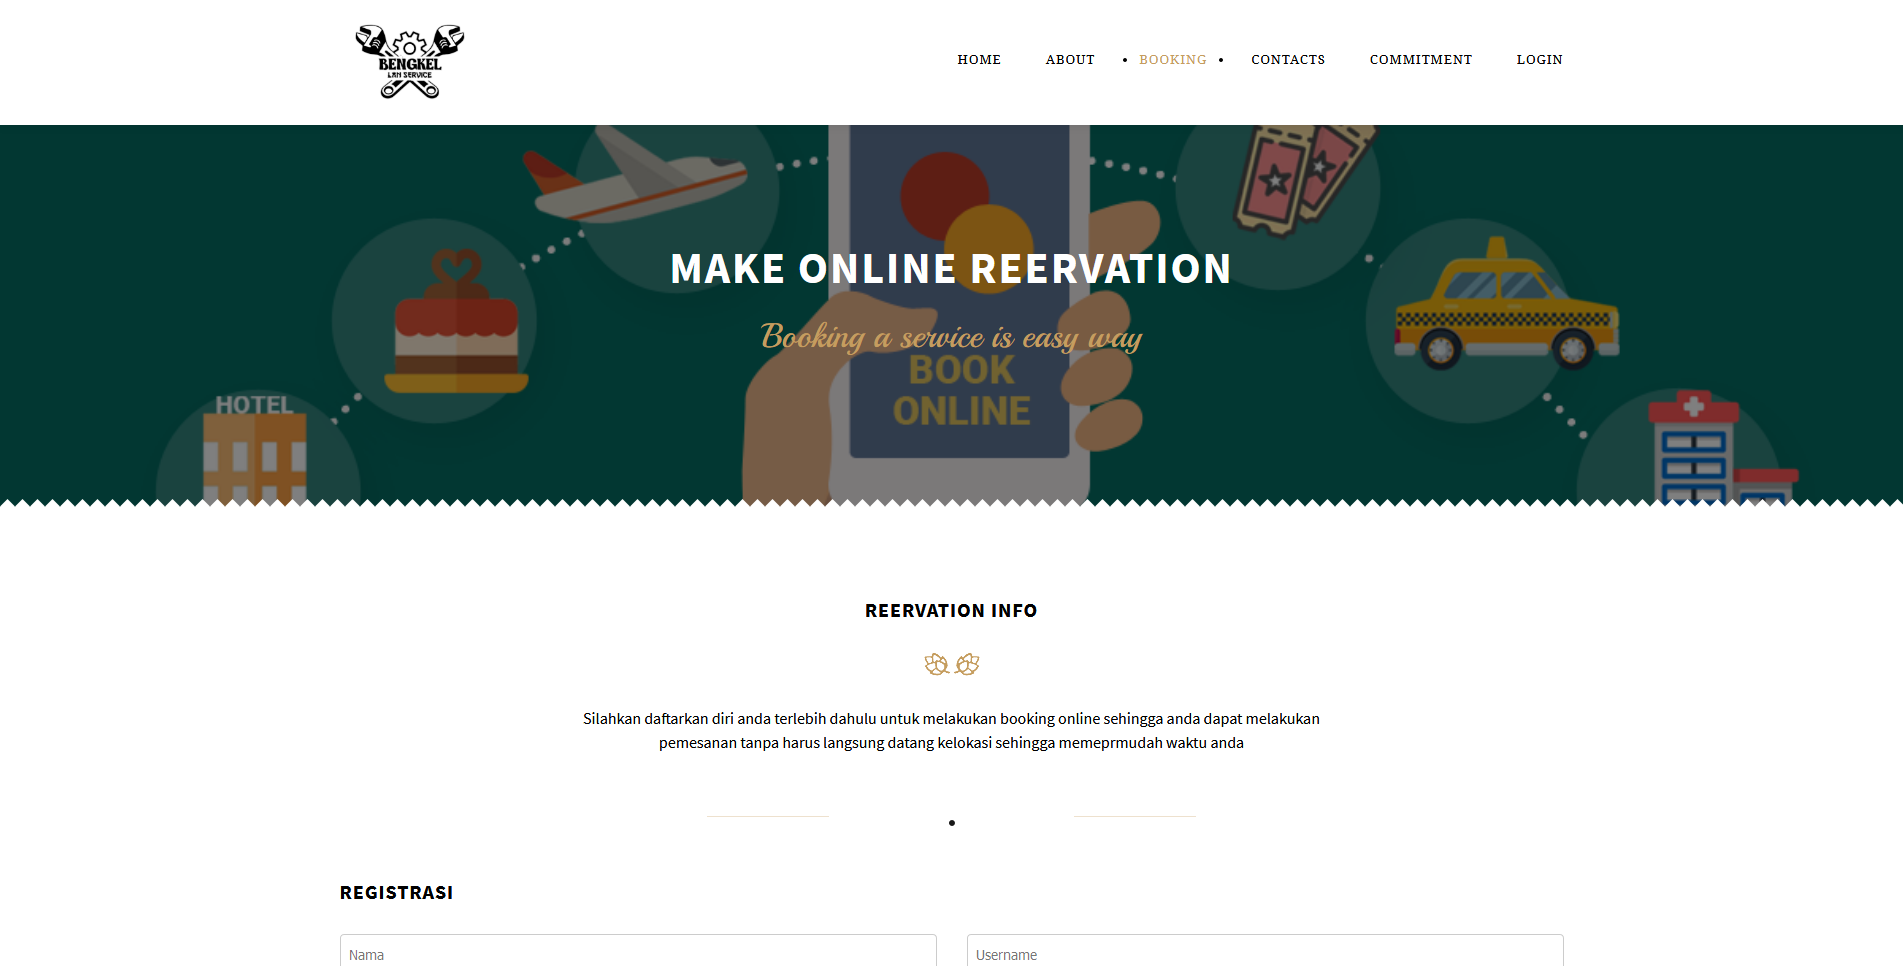 BENGKEL
LAN SERVICE
HOME ABOUT BOOKING CONTACTS COMMITMENT LOGIN
MAKE ONLINE REERVATION
Booking a service is easy way
BOOK
ONLINE
HOTEL
REERVATION INFO
Silahkan daftarkan diri anda terlebih dahulu untuk melakukan booking online sehingga anda dapat melakukan
pemesanan tanpa harus langsung datang kelokasi sehingga memeprmudah waktu anda
REGISTRASI
Nama
Username